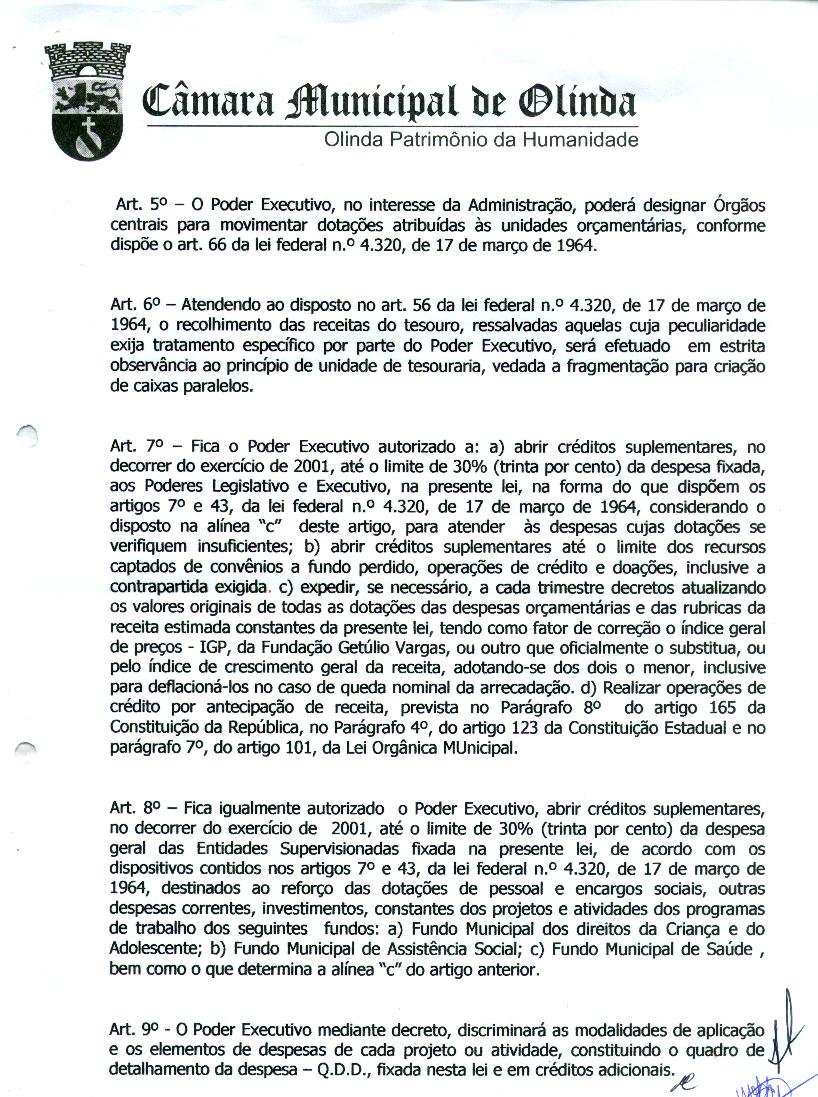 Câmara Municipal de Olinda
Olinda Patrimônio da Humanidade
Art. 5º – O Poder Executivo, no interesse da Administração, poderá designar Órgãos
centrais para movimentar dotações atribuídas às unidades orçamentárias, conforme
dispõe o art. 66 da lei federal n.º 4.320, de 17 de março de 1964.
Art. 6º – Atendendo ao disposto no art. 56 da lei federal n.º 4.320, de 17 de março de
1964, o recolhimento das receitas do tesouro, ressalvadas aquelas cuja peculiaridade
exija tratamento específico por parte do Poder Executivo, será efetuado em estrita
observância ao princípio de unidade de tesouraria, vedada a fragmentação para criação
de caixas paralelos.
Art. 7º – Fica o Poder Executivo autorizado a: a) abrir créditos suplementares, no
decorrer do exercício de 2001, até o limite de 30% (trinta por cento) da despesa fixada,
aos Poderes Legislativo e Executivo, na presente lei, na forma do que dispõem os
artigos 7º e 43, da lei federal n.º 4.320, de 17 de março de 1964, considerando o
disposto na alínea “c” deste artigo, para atender às despesas cujas dotações se
verifiquem insuficientes; b) abrir créditos suplementares até o limite dos recursos
captados de convênios a fundo perdido, operações de crédito e doações, inclusive a
contrapartida exigida. c) expedir, se necessário, a cada trimestre decretos atualizando
os valores originais de todas as dotações das despesas orçamentárias e das rubricas da
receita estimada constantes da presente lei, tendo como fator de correção o índice geral
de preços - IGP, da Fundação Getúlio Vargas, ou outro que oficialmente o substitua, ou
pelo índice de crescimento geral da receita, adotando-se dos dois o menor, inclusive
para deflacioná-los no caso de queda nominal da arrecadação. d) Realizar operações de
crédito por antecipação de receita, prevista no Parágrafo 8º do artigo 165 da
Constituição da República, no Parágrafo 4º, do artigo 123 da Constituição Estadual e no
parágrafo 7º, do artigo 101, da Lei Orgânica MUnicipal.
Art. 8º – Fica igualmente autorizado o Poder Executivo, abrir créditos suplementares,
no decorrer do exercício de 2001, até o limite de 30% (trinta por cento) da despesa
geral das Entidades Supervisionadas fixada na presente lei, de acordo com os
dispositivos contidos nos artigos 7º e 43, da lei federal n.º 4.320, de 17 de março de
1964, destinados ao reforço das dotações de pessoal e encargos sociais, outras
despesas correntes, investimentos, constantes dos projetos e atividades dos programas
de trabalho dos seguintes fundos: a) Fundo Municipal dos direitos da Criança e do
Adolescente; b) Fundo Municipal de Assistência Social; c) Fundo Municipal de Saúde ,
bem como o que determina a alínea “c” do artigo anterior.
Art. 9º - O Poder Executivo mediante decreto, discriminará as modalidades de aplicação
e os elementos de despesas de cada projeto ou atividade, constituindo o quadro de
detalhamento da despesa – Q.D.D., fixada nesta lei e em créditos adicionais.